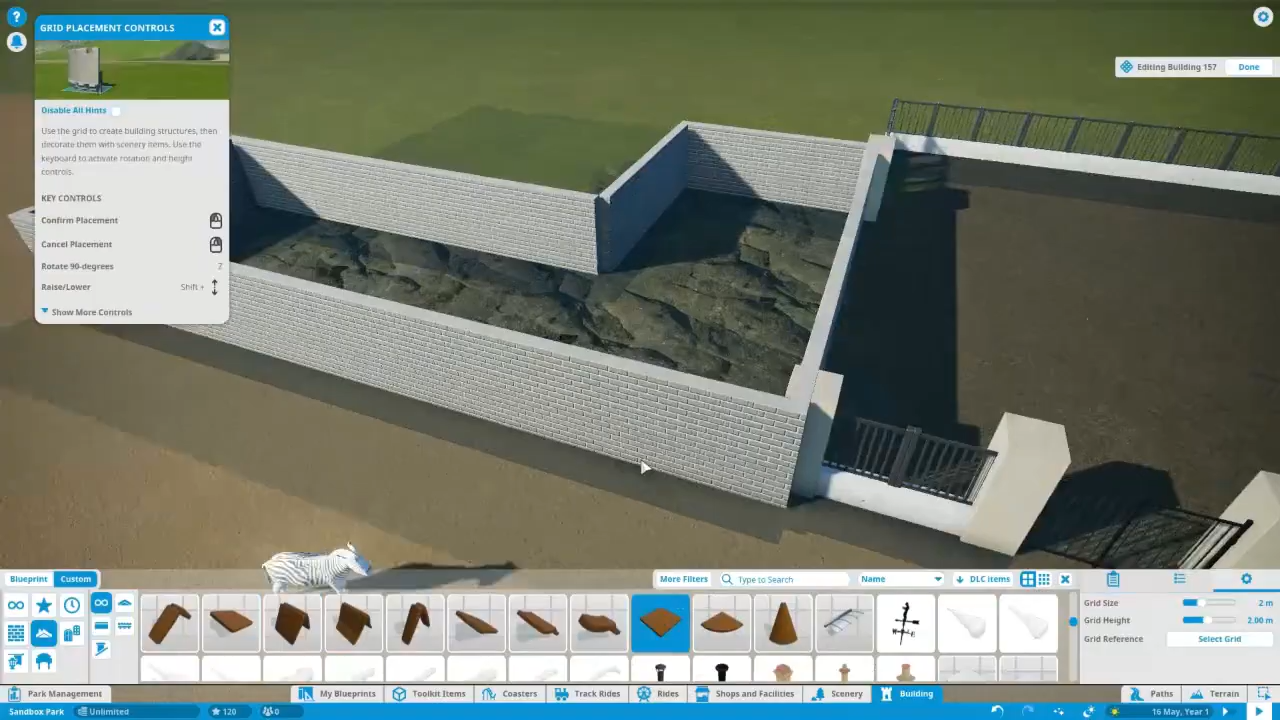 GRID PLACEMENT CONTROLS
Disable All Hints
Use the grid to create building structures, then
decorate them with scenery items. Use the
keyboard to activate rotation and height
controls.
KEY CONTROLS
Confirm Placement
Cancel Placement
Rotate 90-degrees Z
Raise/Lower Shift +
Show More Controls
Editing Building 157 Done
Blueprint Custom
More Filters Type to Search Name DLC items
Grid Size 2 m
Grid Height 2.00 m
Grid Reference Select Grid
Park Management My Blueprints Toolkit Items Coasters Track Rides Rides Shops and Facilities Scenery Building Paths Terrain
Sandbox Park Unlimited 120 0 16 May, Year 1